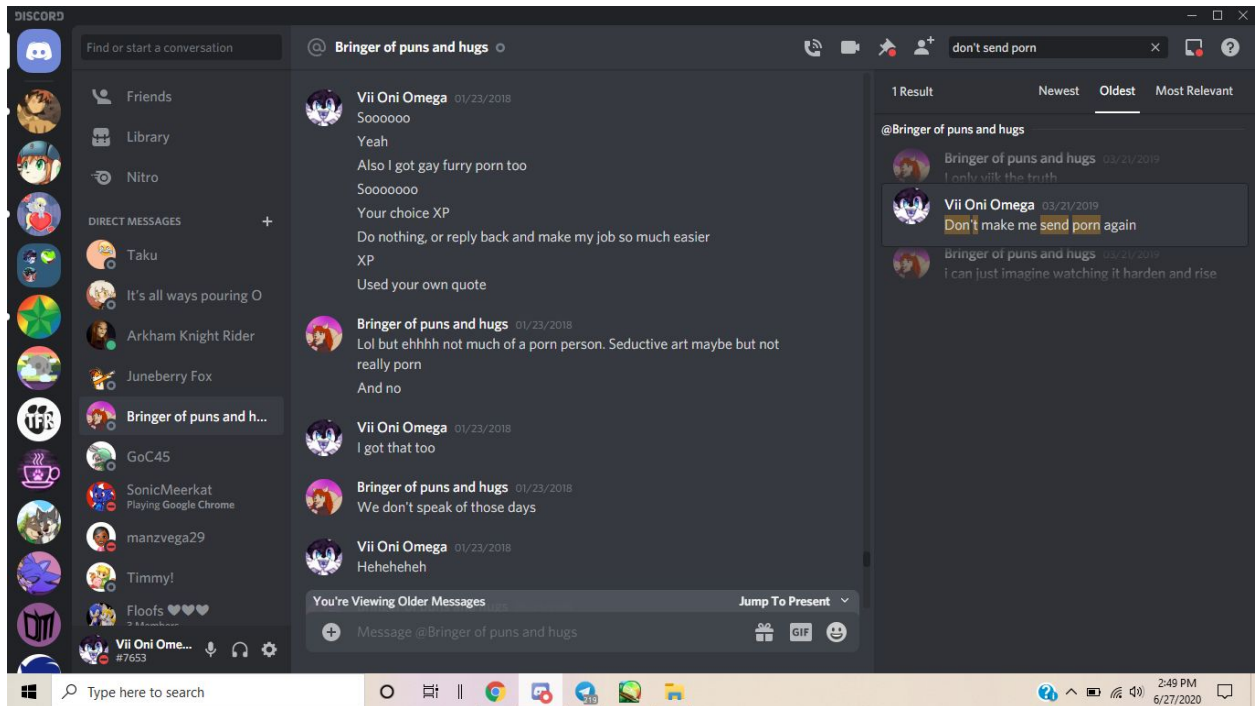 DISCORD
Find or start a conversation
Friends
Library
Nitro
DIRECT MESSAGES
Taku
It's all ways pouring O
Arkham Knight Rider
Juneberry Fox
Bringer of puns and h...
GoC45
SonicMeerkat
Playing Google Chrome
manzvega29
Timmy!
Floofs 🖤🖤🖤
3 Members
Vii Oni Ome...
#7653
TFR
DM
Bringer of puns and hugs
Vii Oni Omega 01/23/2018
Soooooo
Yeah
Also I got gay furry porn too
Sooooooo
Your choice XP
Do nothing, or reply back and make my job so much easier
XP
Used your own quote
Bringer of puns and hugs 01/23/2018
Lol but ehhhh not much of a porn person. Seductive art maybe but not
really porn
And no
Vii Oni Omega 01/23/2018
I got that too
Bringer of puns and hugs 01/23/2018
We don't speak of those days
Vii Oni Omega 01/23/2018
Heheheheh
You're Viewing Older Messages
Jump To Present
Message @Bringer of puns and hugs
GIF
don't send porn
1 Result
Newest
Oldest
Most Relevant
@Bringer of puns and hugs
Bringer of puns and hugs 03/21/2019
I only viik the truth
Vii Oni Omega 03/21/2019
Don't make me send porn again
Bringer of puns and hugs 03/21/2019
i can just imagine watching it harden and rise
Type here to search
219
2:49 PM
6/27/2020